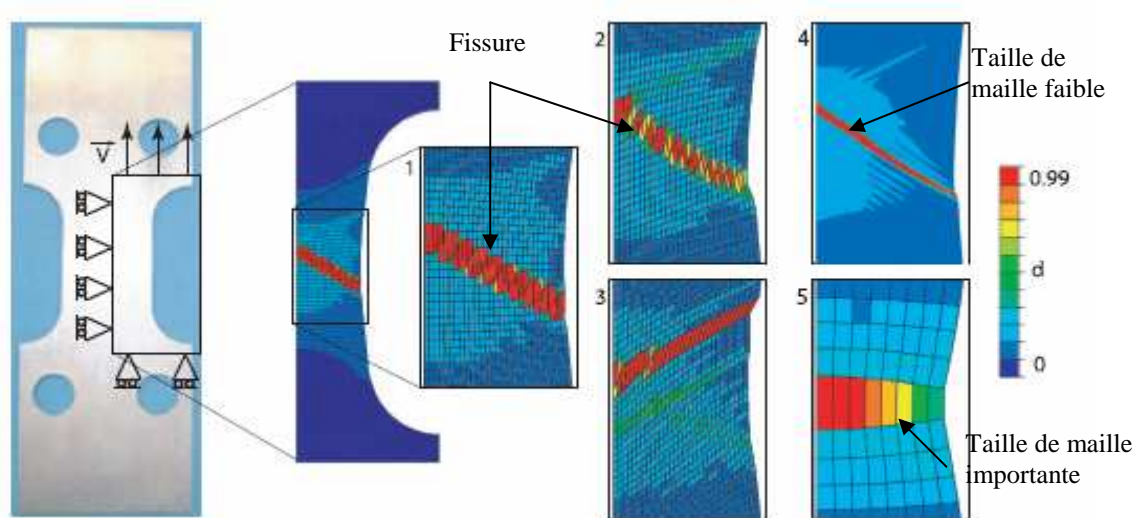 Fissure
V
1
2
3
4
Taille de
maille faible
5
Taille de maille
importante
0.99
d
0